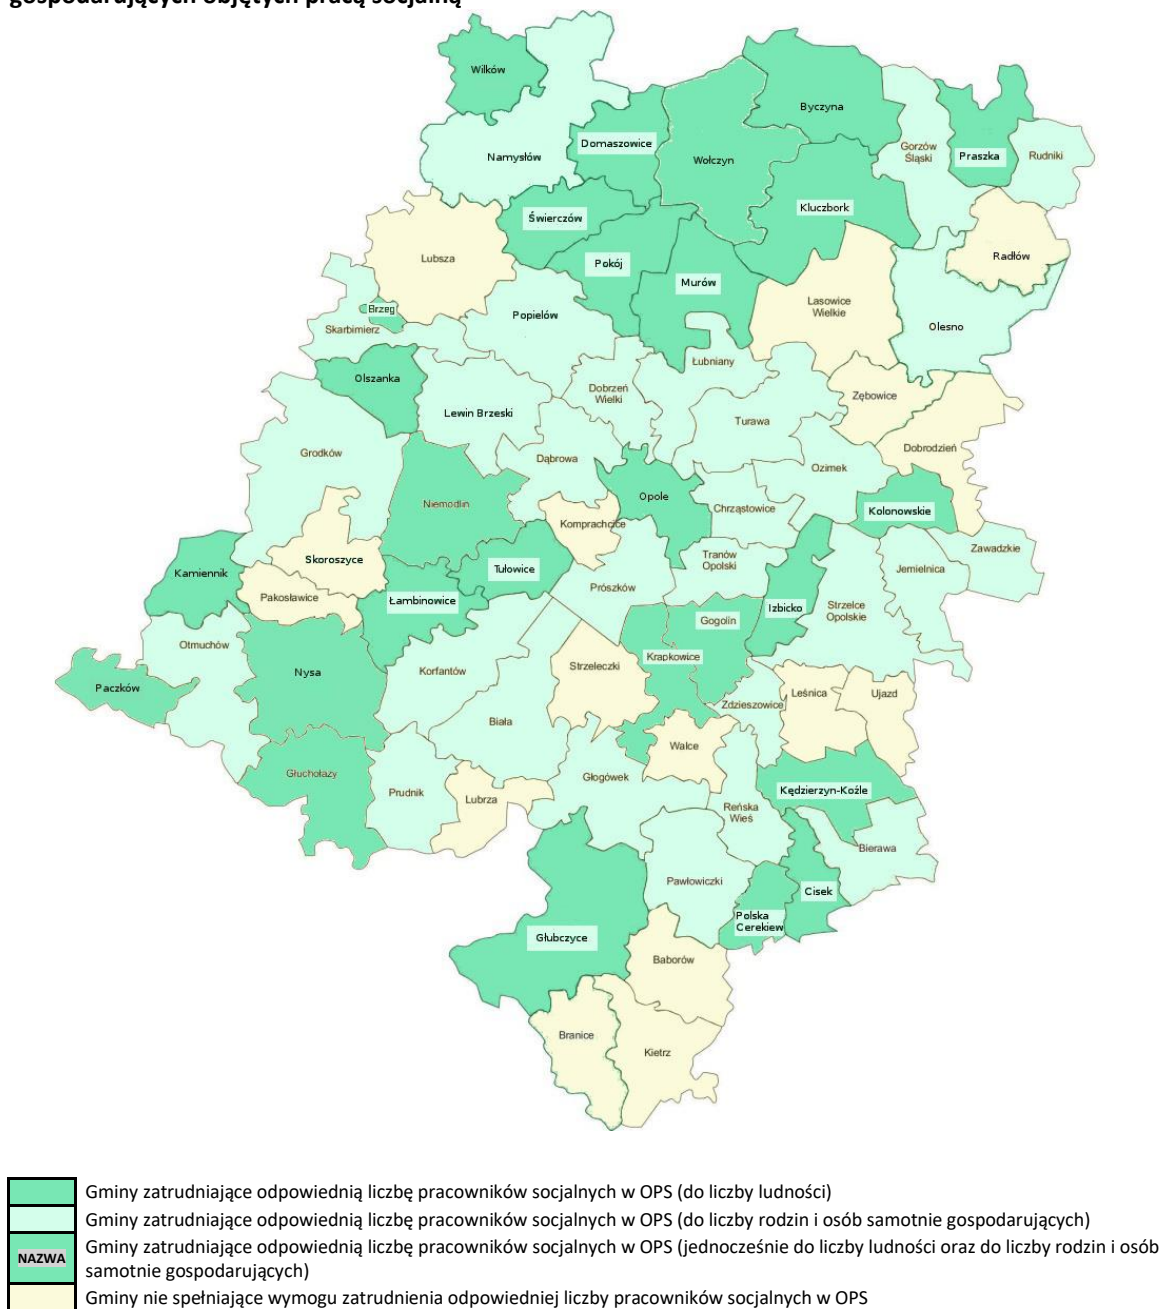 gospodarujących objętych pracą socjalną
Wilków
Namysłów
Domaszowice
Wołczyn
Byczyna
Gorzów
Śląski
Praszka
Rudniki
Świerczów
Kluczbork
Lubsza
Pokój
Murów
Radłów
Lasowice
Wielkie
Olesno
Brzeg
Skarbimierz
Popielów
Łubniany
Olszanka
Dobrzeń
Wielki
Zębowice
Lewin Brzeski
Turawa
Grodków
Dąbrowa
Dobrodzień
Ozimek
Niemodlin
Opole
Chrząstowice
Kolonowskie
Komprachcice
Skoroszyce
Tranów
Opolski
Zawadzkie
Kamiennik
Tułowice
Jemielnica
Pakosławice
Łambinowice
Prószków
Izbicko
Strzelce
Opolskie
Gogolin
Otmuchów
Nysa
Korfantów
Strzeleczki
Krapkowice
Paczków
Zdzieszowice
Leśnica
Ujazd
Biała
Walce
Głuchołazy
Prudnik
Lubrza
Głogówek
Kędzierzyn-Koźle
Reńska
Wieś
Bierawa
Pawłowiczki
Cisek
Polska
Cerekiew
Głubczyce
Baborów
Branice
Kietrz
Gminy zatrudniające odpowiednią liczbę pracowników socjalnych w OPS (do liczby ludności)
Gminy zatrudniające odpowiednią liczbę pracowników socjalnych w OPS (do liczby rodzin i osób samotnie gospodarujących)
NAZWA Gminy zatrudniające odpowiednią liczbę pracowników socjalnych w OPS (jednocześnie do liczby ludności oraz do liczby rodzin i osób
samotnie gospodarujących)
Gminy nie spełniające wymogu zatrudnienia odpowiedniej liczby pracowników socjalnych w OPS